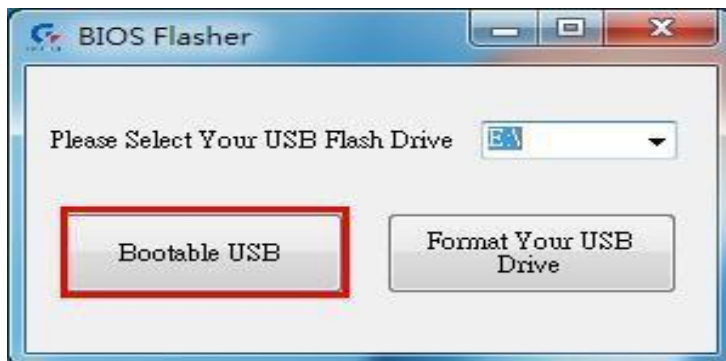 BIOS Flasher
Please Select Your USB Flash Drive E:\
Bootable USB
Format Your USB
Drive